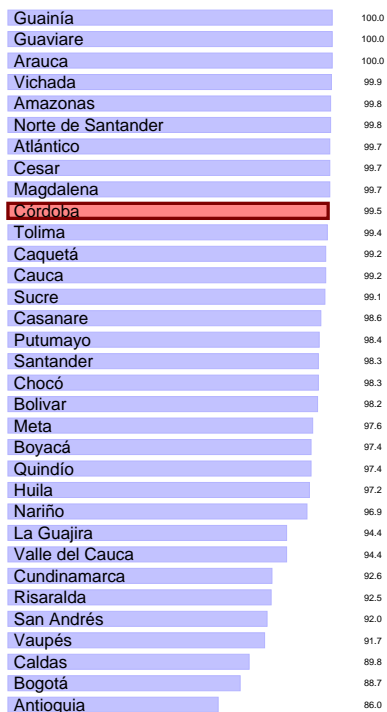 Guainía 100.0
Guaviare 100.0
Arauca 100.0
Vichada 99.9
Amazonas 99.8
Norte de Santander 99.8
Atlántico 99.7
Cesar 99.7
Magdalena 99.7
Córdoba 99.5
Tolima 99.4
Caquetá 99.2
Cauca 99.2
Sucre 99.1
Casanare 98.6
Putumayo 98.4
Santander 98.3
Chocó 98.3
Bolivar 98.2
Meta 97.6
Boyacá 97.4
Quindío 97.4
Huila 97.2
Nariño 96.9
La Guajira 94.4
Valle del Cauca 94.4
Cundinamarca 92.6
Risaralda 92.5
San Andrés 92.0
Vaupés 91.7
Caldas 89.8
Bogotá 88.7
Antioquia 86.0